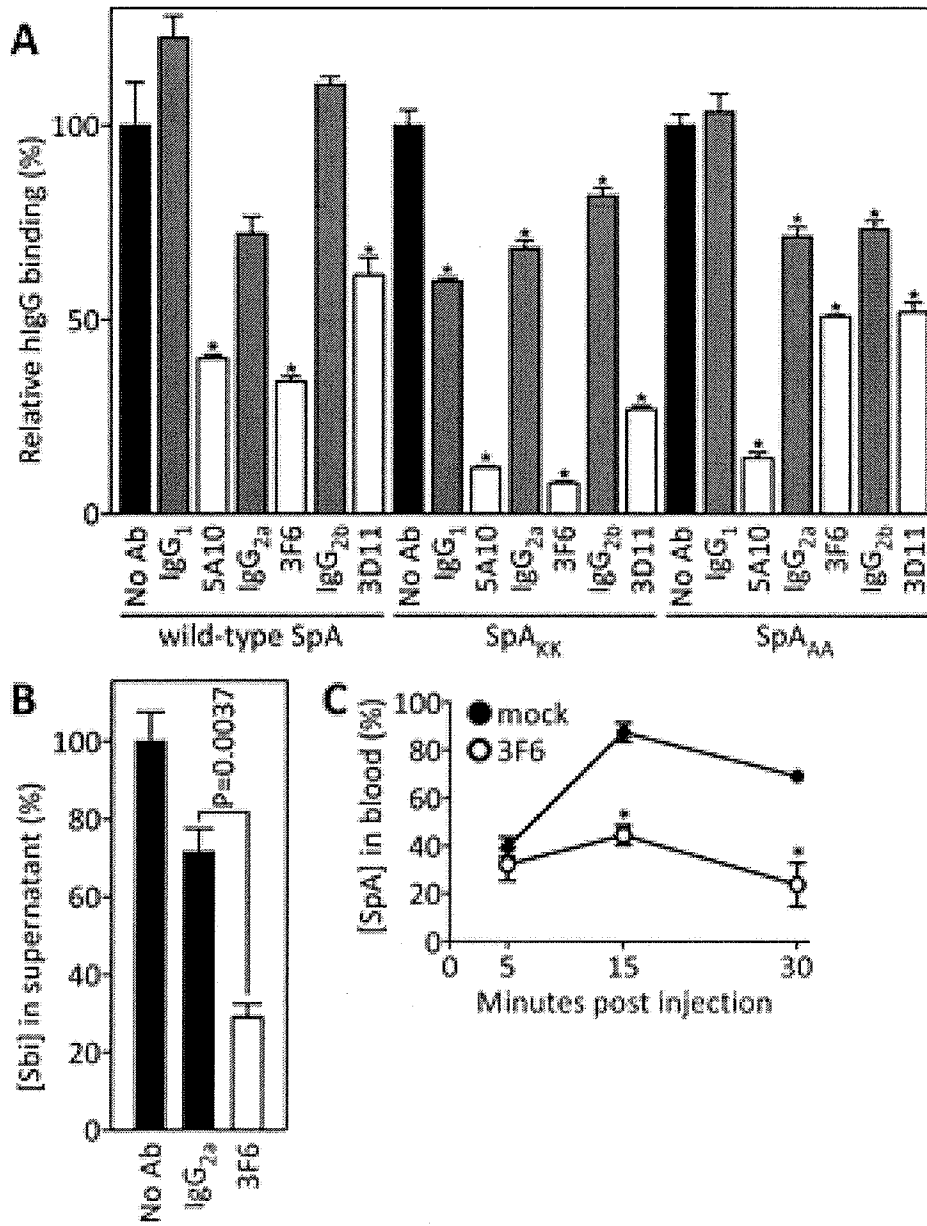 A
Relative hIgG binding (%)
100
50
0
* * * * * * * * * * * * * *
No Ab IgG1 5A10 IgG2a 3F6 IgG2b 3D11 No Ab IgG1 5A10 IgG2a 3F6 IgG2b 3D11 No Ab IgG1 5A10 IgG2a 3F6 IgG2b 3D11
wild-type SpA SpAKK SpAAA
B
[Sbi] in supernatant (%)
100
80
60
40
20
0
P=0.0037
No Ab IgG2a 3F6
C
[SpA] in blood (%)
100
80
60
40
20
0
mock
3F6
* *
0 5 15 30
Minutes post injection